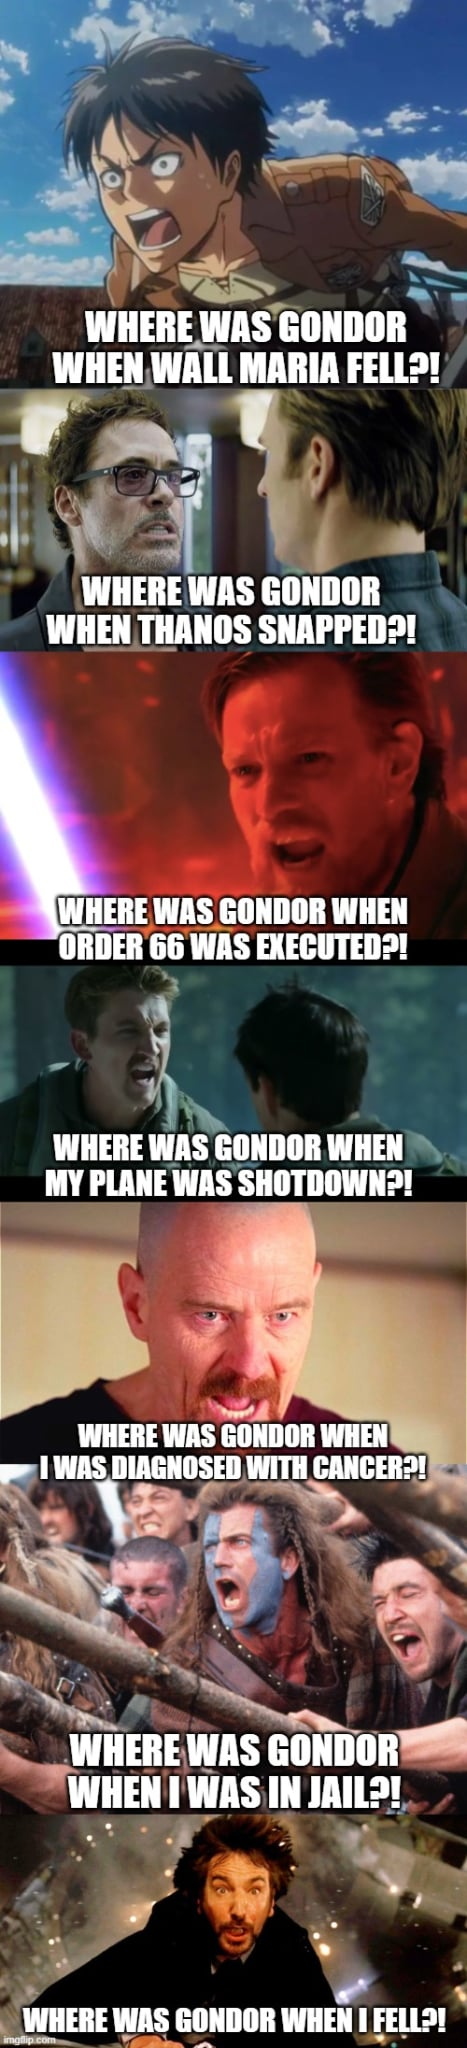 WHERE WAS GONDOR
WHEN WALL MARIA FELL?!
WHERE WAS GONDOR
WHEN THANOS SNAPPED?!
WHERE WAS GONDOR WHEN
ORDER 66 WAS EXECUTED?!
WHERE WAS GONDOR WHEN
MY PLANE WAS SHOTDOWN?!
WHERE WAS GONDOR WHEN
I WAS DIAGNOSED WITH CANCER?!
WHERE WAS GONDOR
WHEN I WAS IN JAIL?!
WHERE WAS GONDOR WHEN I FELL?!
imgflip.com